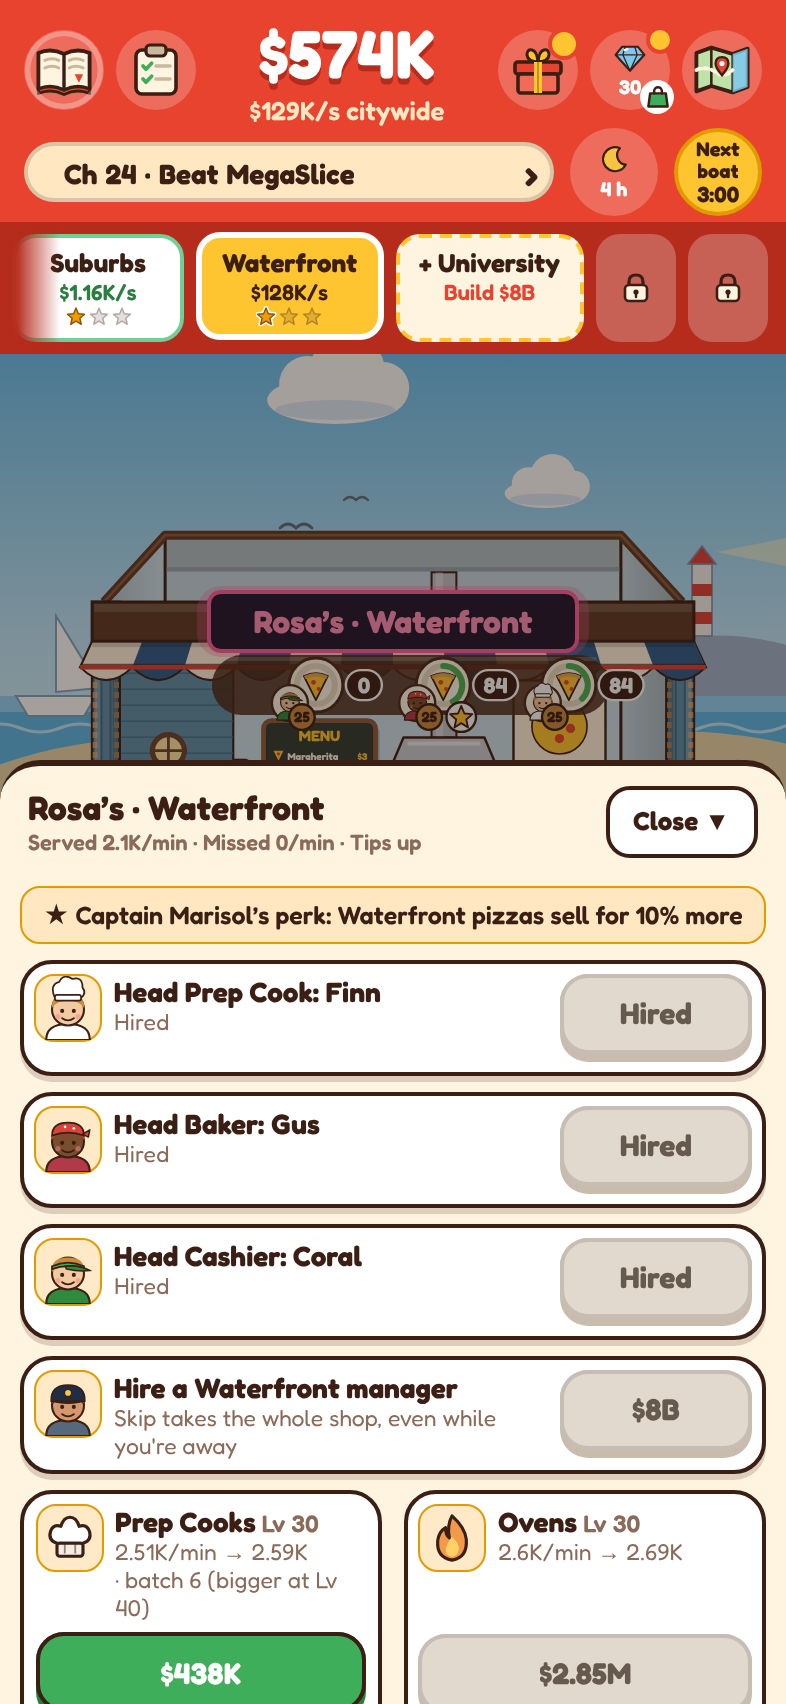 $574K
$129K/s citywide
30
Ch 24 · Beat MegaSlice ›
4 h
Next
boat
3:00
Suburbs
$1.16K/s
Waterfront
$128K/s
+ University
Build $8B
Rosa's · Waterfront
0
84
84
25
25
25
MENU
Margherita $3
Rosa's · Waterfront
Served 2.1K/min · Missed 0/min · Tips up
Close ▼
★ Captain Marisol's perk: Waterfront pizzas sell for 10% more
Head Prep Cook: Finn
Hired
Hired
Head Baker: Gus
Hired
Hired
Head Cashier: Coral
Hired
Hired
Hire a Waterfront manager
Skip takes the whole shop, even while
you're away
$8B
Prep Cooks Lv 30
2.51K/min → 2.59K
· batch 6 (bigger at Lv
40)
$438K
Ovens Lv 30
2.6K/min → 2.69K
$2.85M